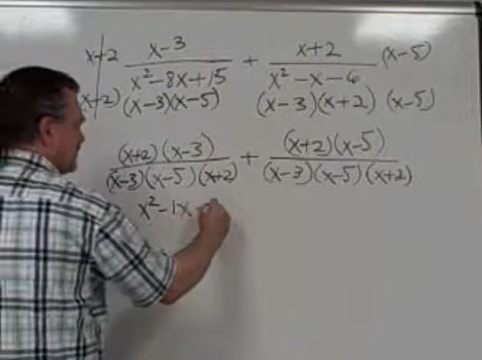 x+2 x-3 + x+2 (x-5)
x²-8x+15 x²-x-6
(x+2) (x-3)(x-5) (x-3)(x+2) (x-5)
(x+2)(x-3) + (x+2)(x-5)
(x-3)(x-5)(x+2) (x-3)(x-5)(x+2)
x²-1x-